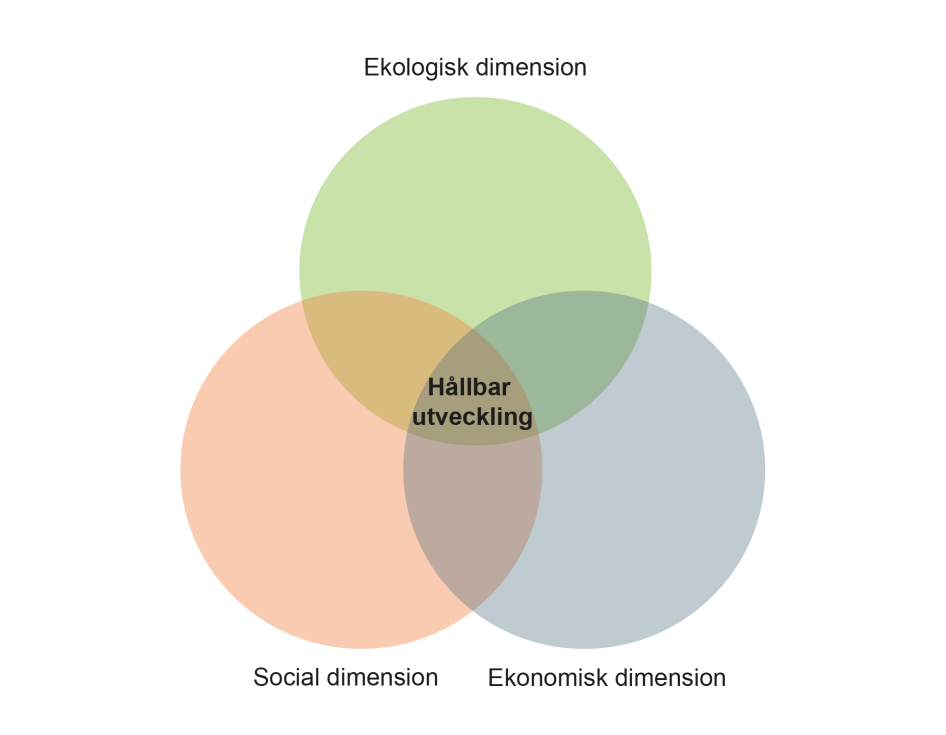 Ekologisk dimension
Hållbar
utveckling
Social dimension
Ekonomisk dimension